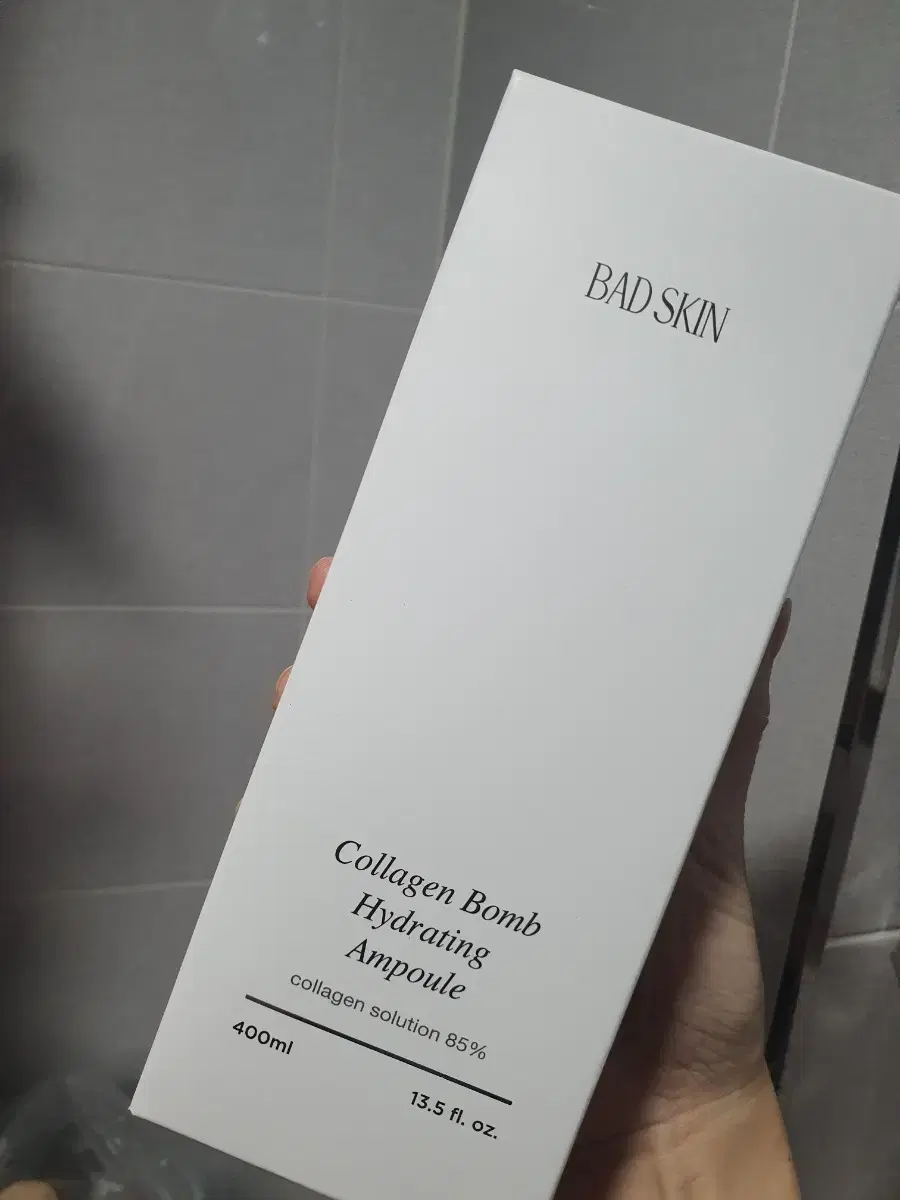 BAD SKIN
Collagen Bomb
Hydrating
Ampoule
collagen solution 85%
400ml
13.5 fl. oz.